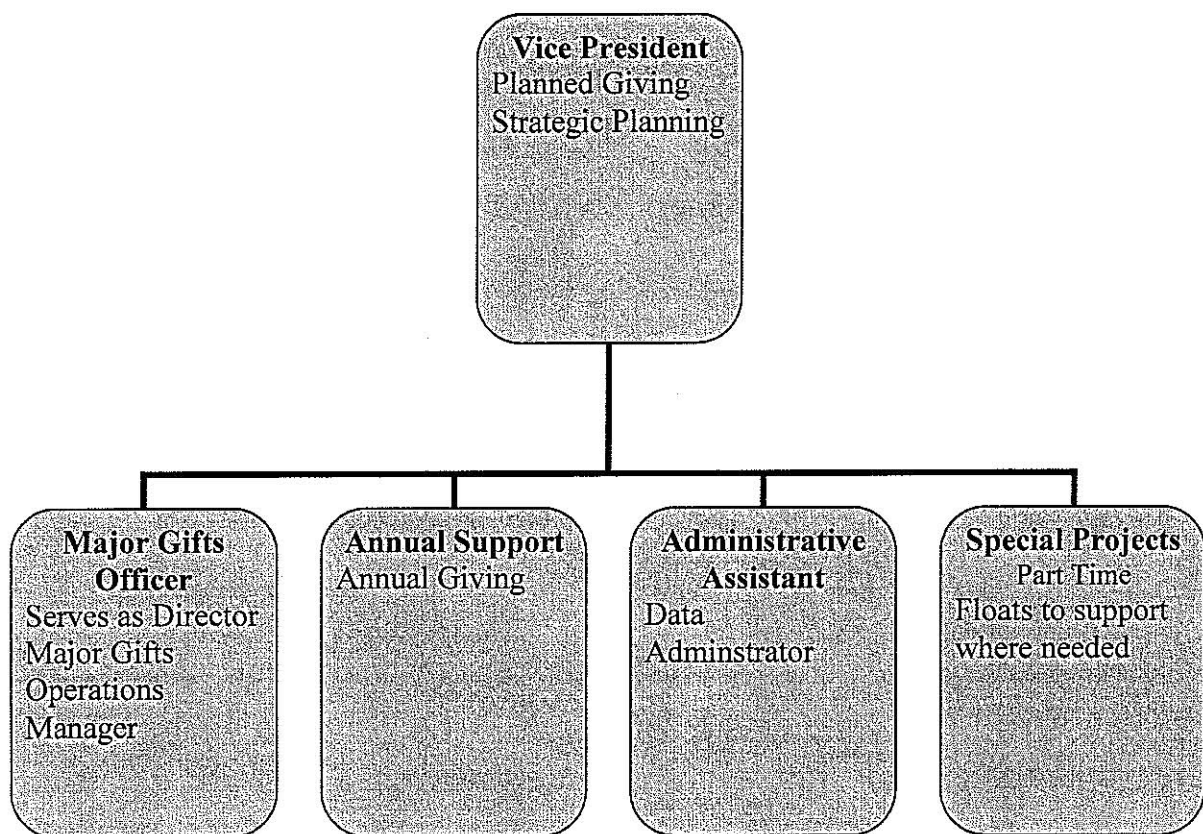 Vice President
Planned Giving
Strategic Planning
Major Gifts
Officer
Serves as Director
Major Gifts
Operations
Manager
Annual Support
Annual Giving
Administrative
Assistant
Data
Adminstrator
Special Projects
Part Time
Floats to support
where needed